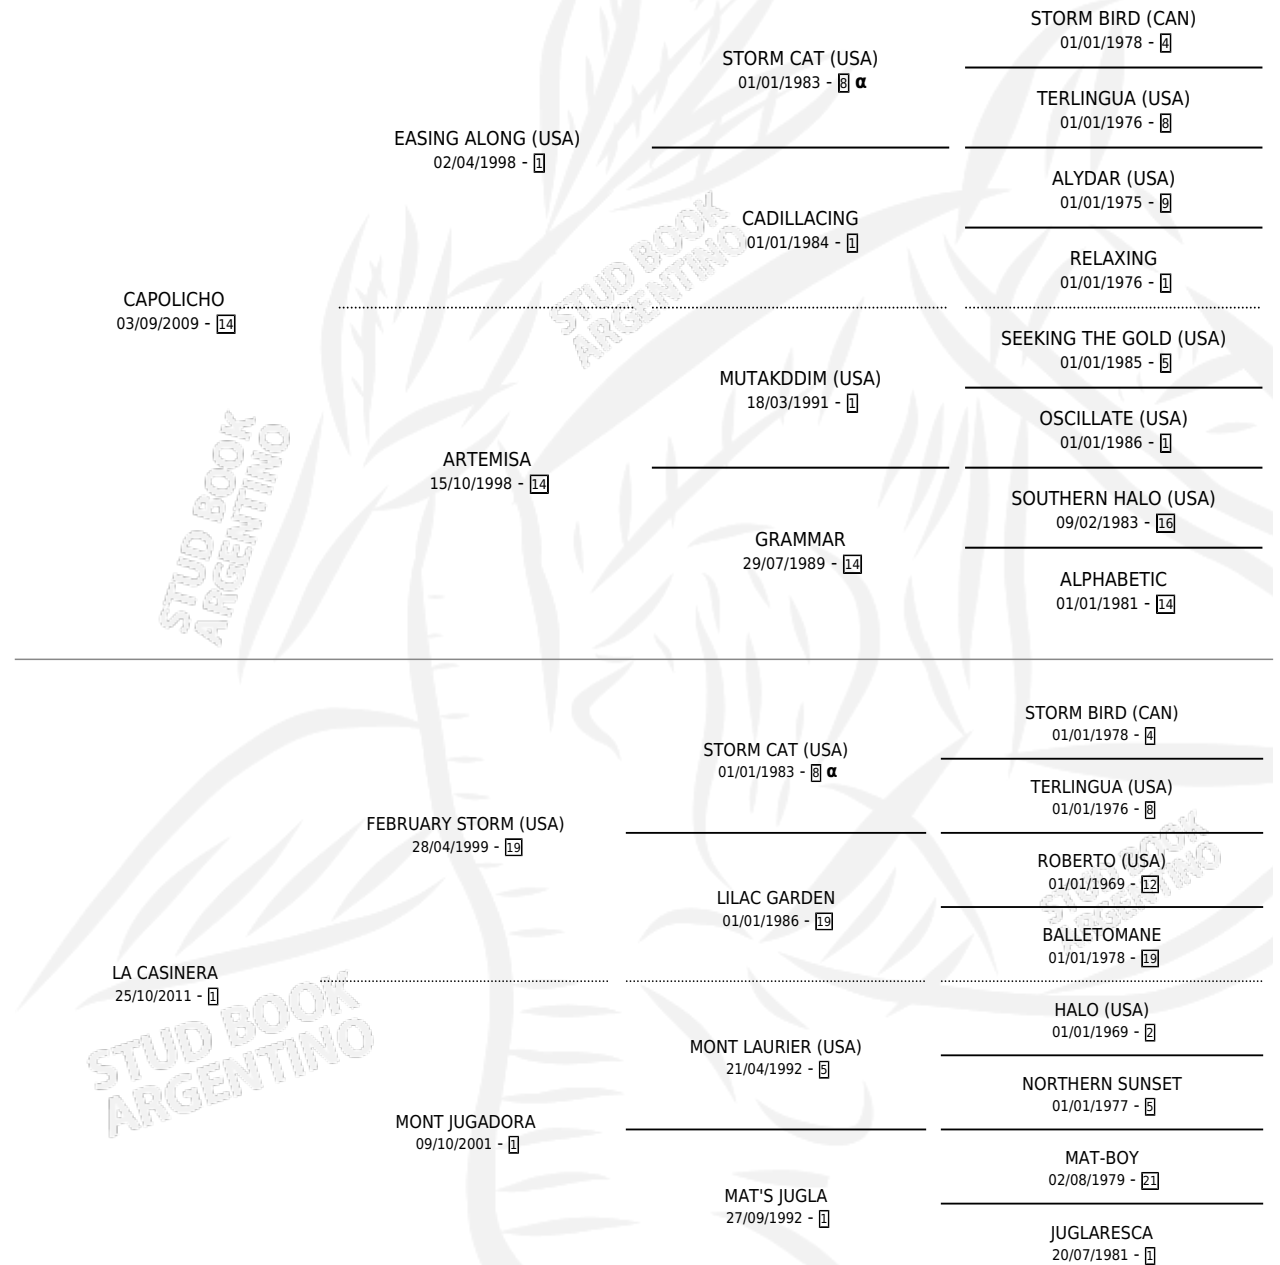 STORM BIRD (CAN)
01/01/1978 - 4
STORM CAT (USA)
01/01/1983 - 8 α
TERLINGUA (USA)
01/01/1976 - 8
EASING ALONG (USA)
02/04/1998 - 1
ALYDAR (USA)
01/01/1975 - 9
CADILLACING
01/01/1984 - 1
RELAXING
01/01/1976 - 1
CAPOLICHO
03/09/2009 - 14
SEEKING THE GOLD (USA)
01/01/1985 - 5
MUTAKDDIM (USA)
18/03/1991 - 1
OSCILLATE (USA)
01/01/1986 - 1
ARTEMISA
15/10/1998 - 14
SOUTHERN HALO (USA)
09/02/1983 - 16
GRAMMAR
29/07/1989 - 14
ALPHABETIC
01/01/1981 - 14
STORM BIRD (CAN)
01/01/1978 - 4
STORM CAT (USA)
01/01/1983 - 8 α
TERLINGUA (USA)
01/01/1976 - 8
FEBRUARY STORM (USA)
28/04/1999 - 19
ROBERTO (USA)
01/01/1969 - 12
LILAC GARDEN
01/01/1986 - 19
BALLETOMANE
01/01/1978 - 19
LA CASINERA
25/10/2011 - 1
HALO (USA)
01/01/1969 - 2
MONT LAURIER (USA)
21/04/1992 - 5
NORTHERN SUNSET
01/01/1977 - 5
MONT JUGADORA
09/10/2001 - 1
MAT-BOY
02/08/1979 - 21
MAT'S JUGLA
27/09/1992 - 1
JUGLARESCA
20/07/1981 - 1
STUD BOOK
ARGENTINO
STUD BOOK
ARGENTINO
STUD BOOK
ARGENTINO
STUD BOOK
ARGENTINO